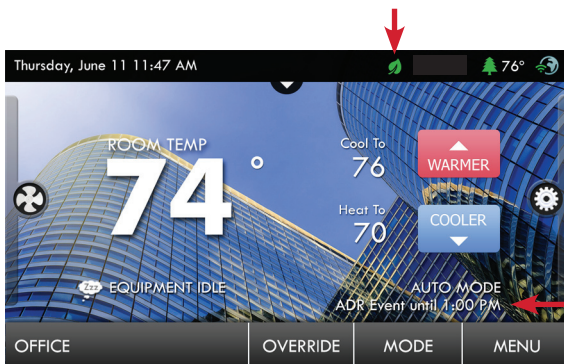 Thursday, June 11 11:47 AM
76°
ROOM TEMP
74°
Cool To
76
WARMER
Heat To
70
COOLER
Zzz
EQUIPMENT IDLE
AUTO MODE
ADR Event until 1:00 PM
OFFICE
OVERRIDE
MODE
MENU